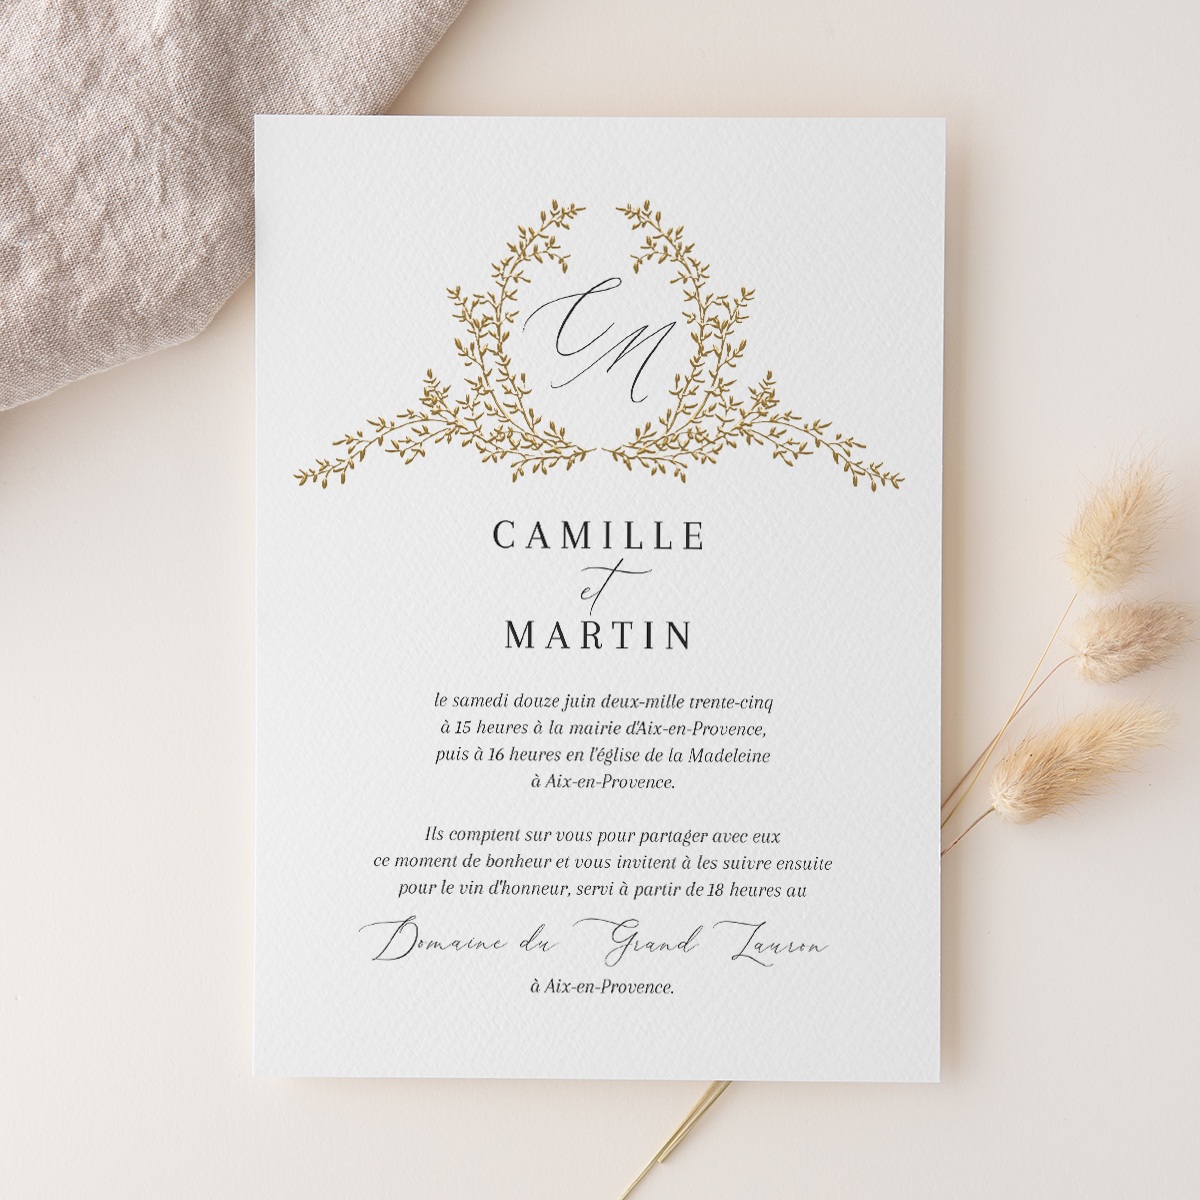 CM
CAMILLE
et
MARTIN
le samedi douze juin deux-mille trente-cinq
à 15 heures à la mairie d'Aix-en-Provence,
puis à 16 heures en l'église de la Madeleine
à Aix-en-Provence.
Ils comptent sur vous pour partager avec eux
ce moment de bonheur et vous invitent à les suivre ensuite
pour le vin d'honneur, servi à partir de 18 heures au
Domaine du Grand Lauron
à Aix-en-Provence.